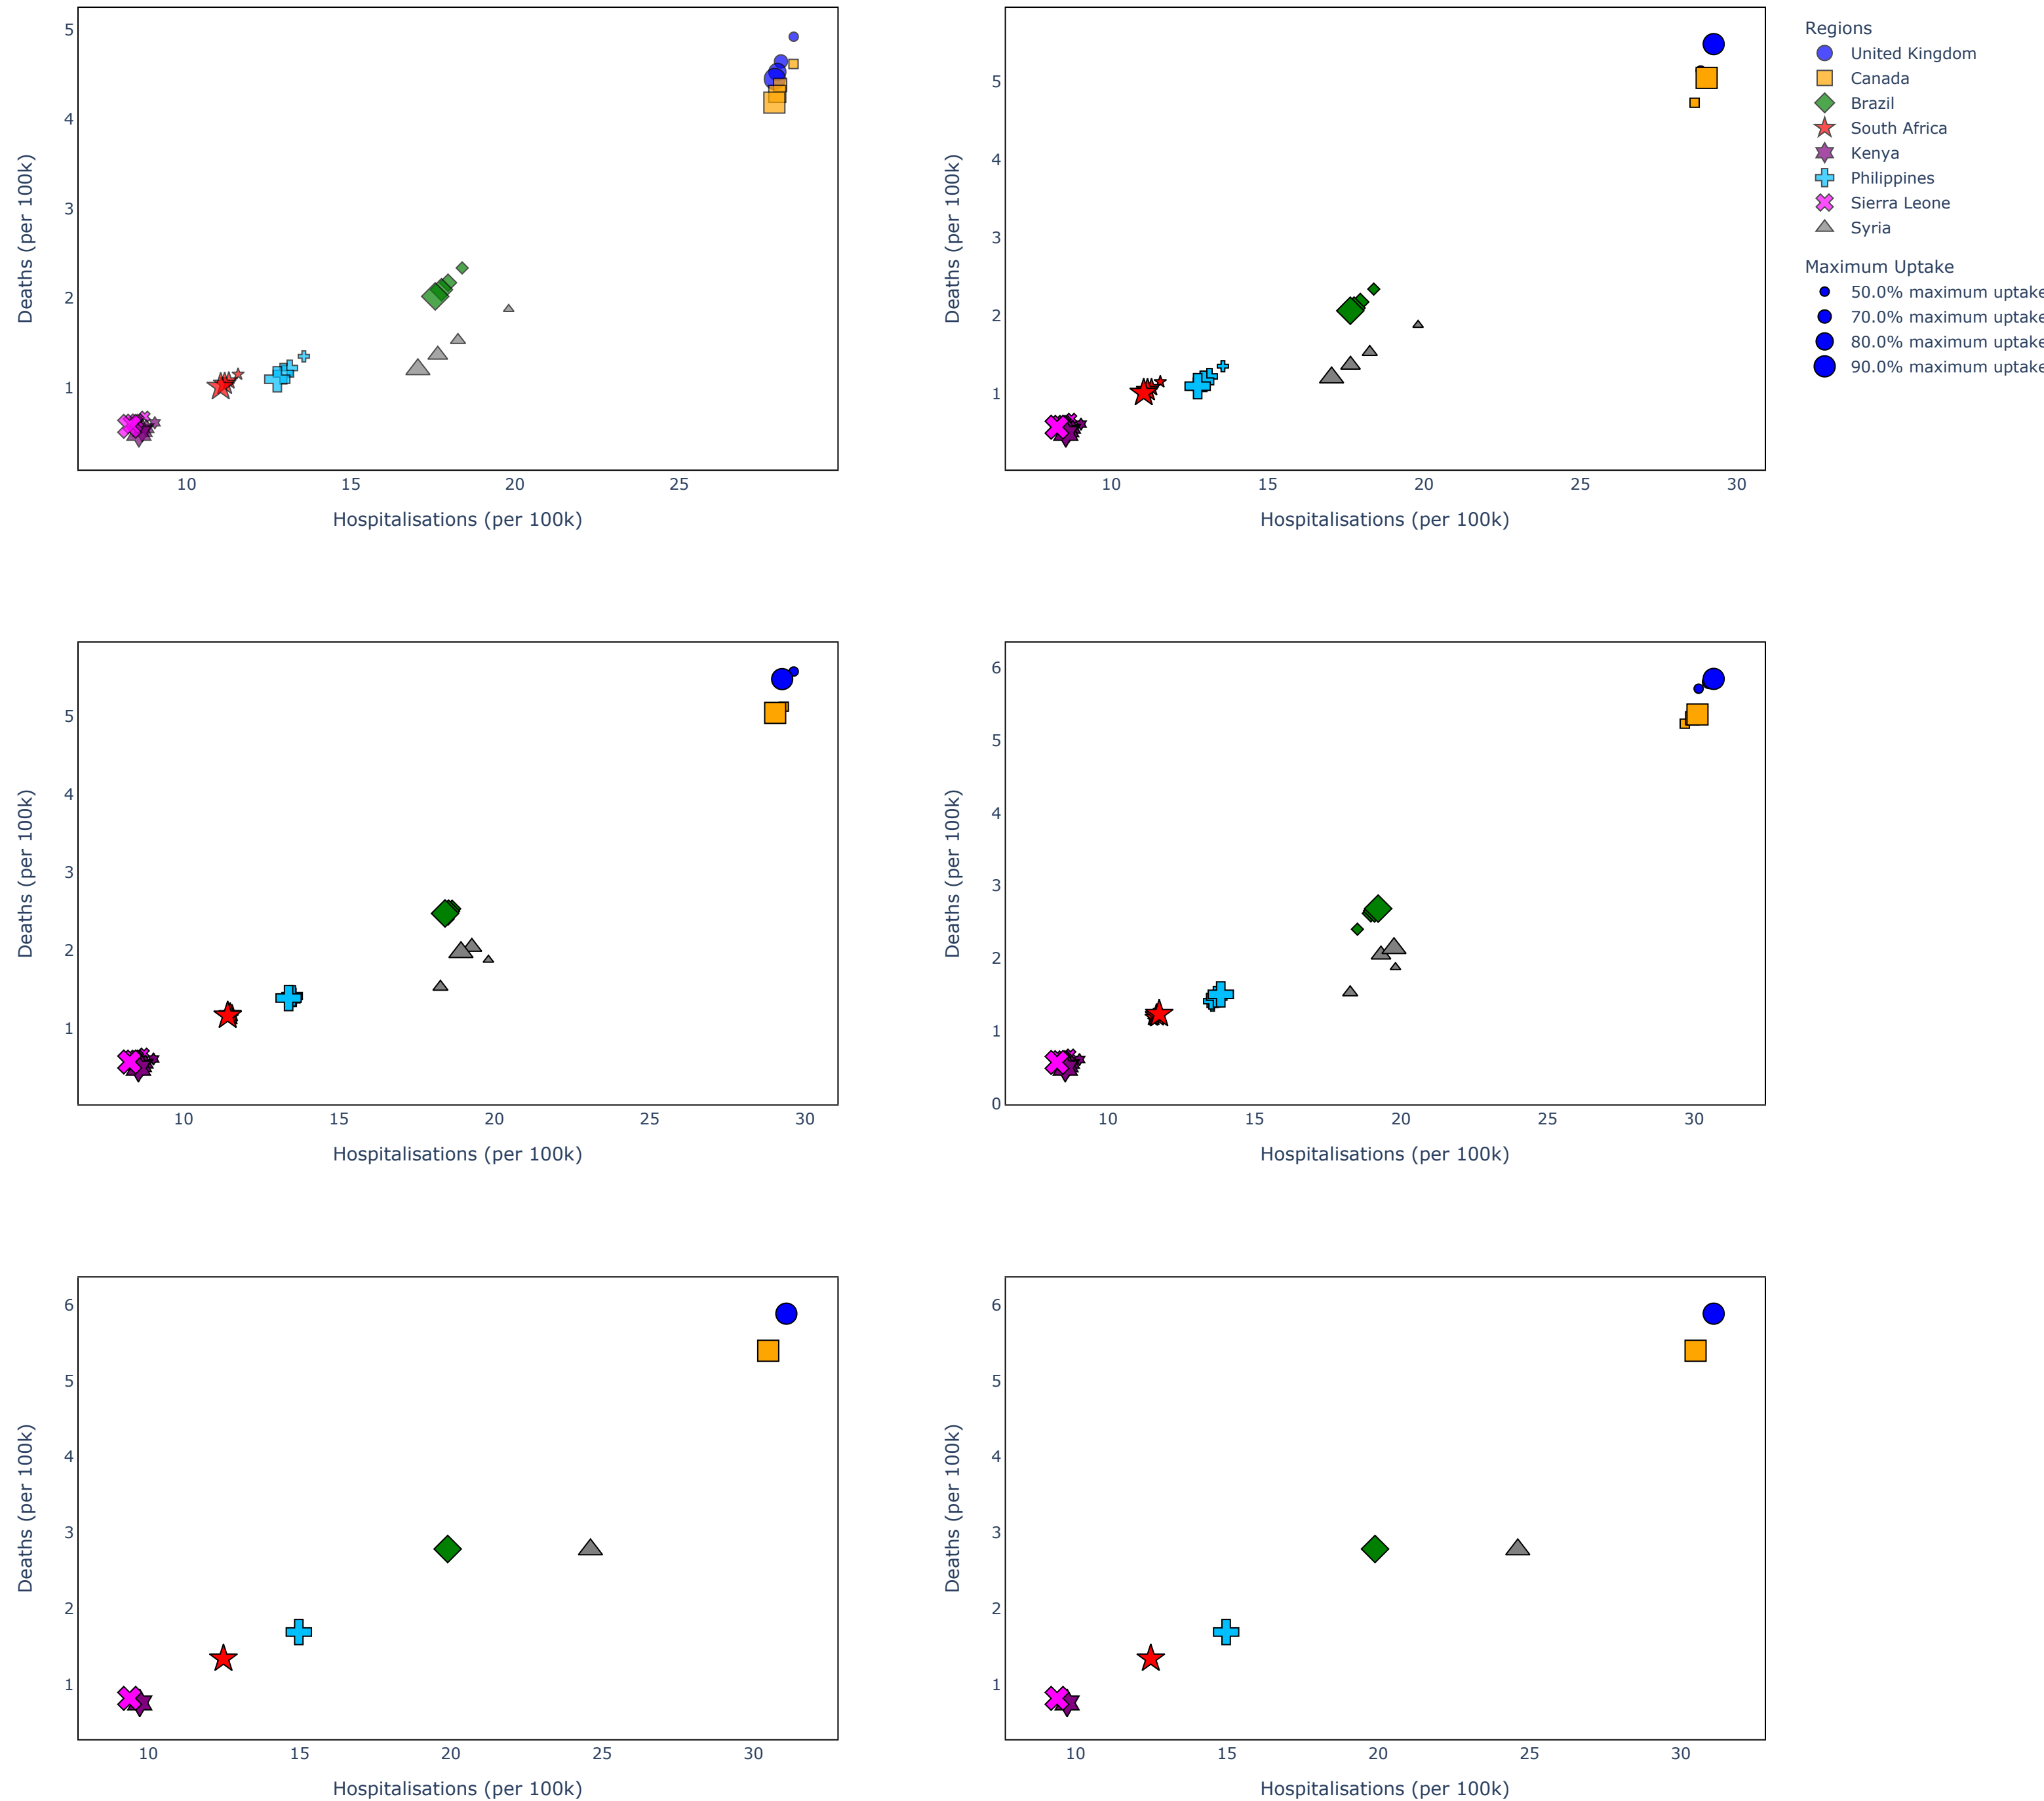 5
4
3
2
1
Deaths (per 100k)
10 15 20 25
Hospitalisations (per 100k)
5
4
3
2
1
Deaths (per 100k)
10 15 20 25 30
Hospitalisations (per 100k)
Regions
United Kingdom
Canada
Brazil
South Africa
Kenya
Philippines
Sierra Leone
Syria
Maximum Uptake
50.0% maximum uptake
70.0% maximum uptake
80.0% maximum uptake
90.0% maximum uptake
5
4
3
2
1
Deaths (per 100k)
10 15 20 25 30
Hospitalisations (per 100k)
6
5
4
3
2
1
0
Deaths (per 100k)
10 15 20 25 30
Hospitalisations (per 100k)
6
5
4
3
2
1
Deaths (per 100k)
10 15 20 25 30
Hospitalisations (per 100k)
6
5
4
3
2
1
Deaths (per 100k)
10 15 20 25 30
Hospitalisations (per 100k)